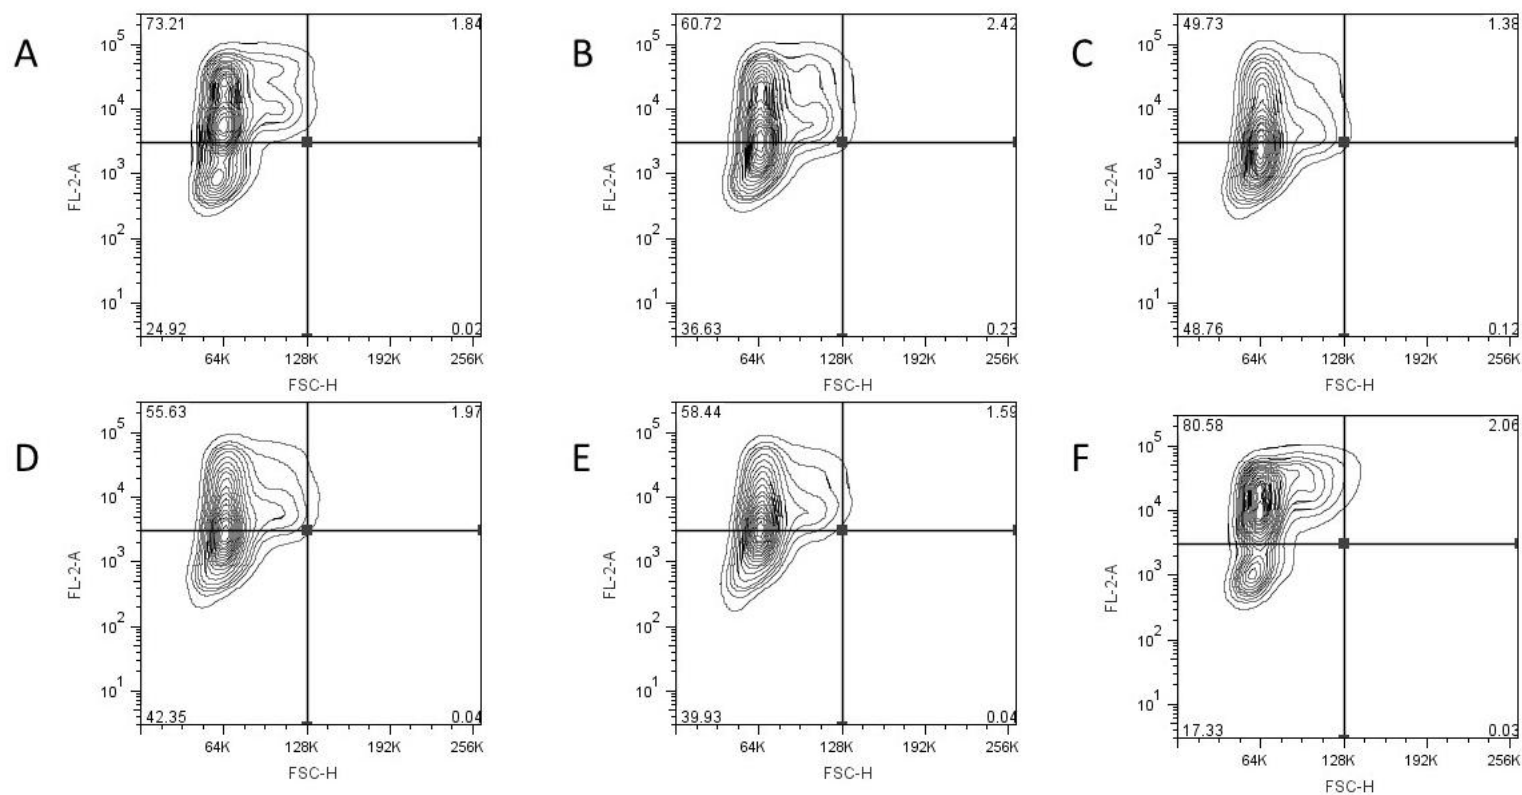 A
73.21 1.84
10^5
10^4
10^3
10^2
10^1
FL-2-A
24.92 0.02
64K 128K 192K 256K
FSC-H
B
60.72 2.42
10^5
10^4
10^3
10^2
10^1
FL-2-A
36.63 0.23
64K 128K 192K 256K
FSC-H
C
49.73 1.38
10^5
10^4
10^3
10^2
10^1
FL-2-A
48.76 0.12
64K 128K 192K 256K
FSC-H
D
55.63 1.97
10^5
10^4
10^3
10^2
10^1
FL-2-A
42.35 0.04
64K 128K 192K 256K
FSC-H
E
58.44 1.59
10^5
10^4
10^3
10^2
10^1
FL-2-A
39.93 0.04
64K 128K 192K 256K
FSC-H
F
80.58 2.06
10^5
10^4
10^3
10^2
10^1
FL-2-A
17.33 0.03
64K 128K 192K 256K
FSC-H